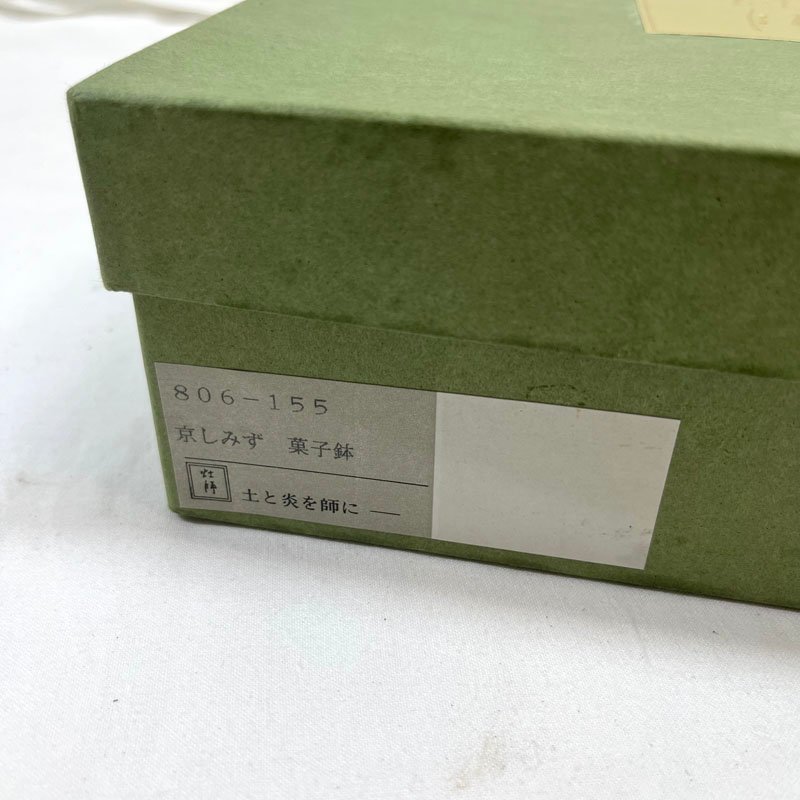 806-155
京しみず 菓子鉢
土と炎を師に ―